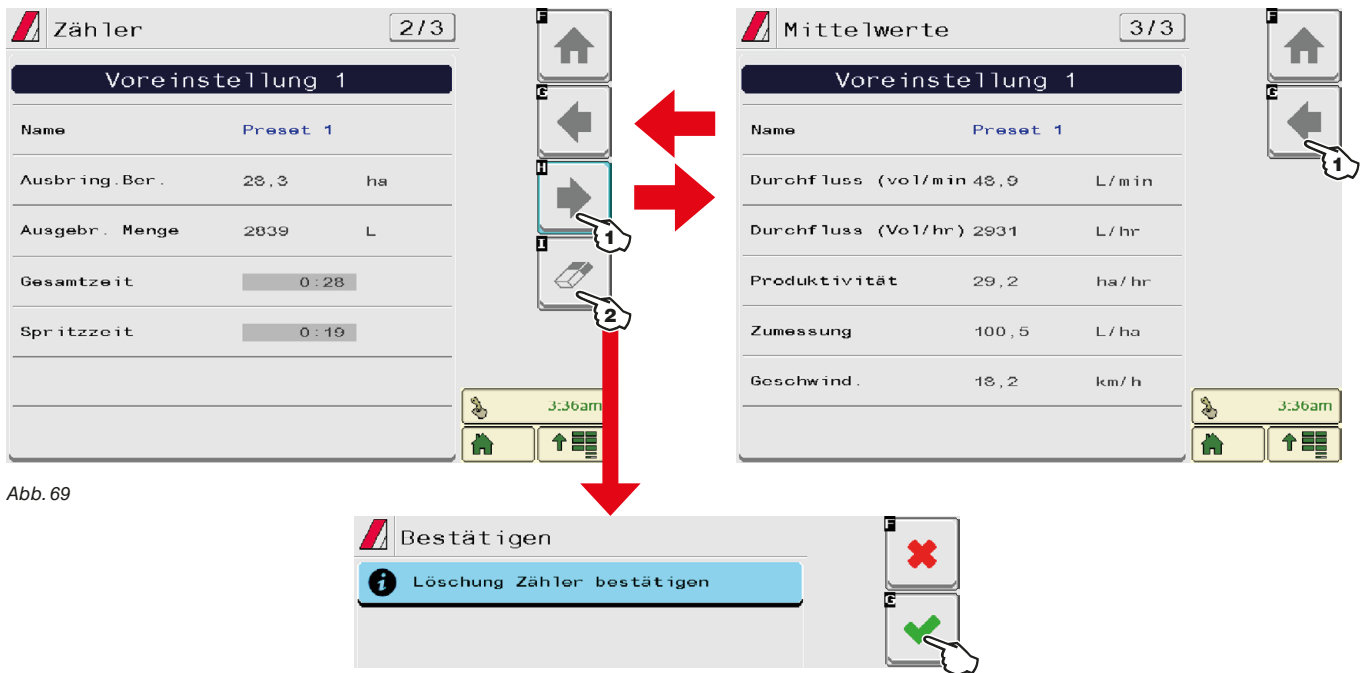 Zähler 2/3
Voreinstellung 1
Name Preset 1
Ausbring.Ber. 28,3 ha
Ausgebr. Menge 2839 L
Gesamtzeit 0:28
Spritzzeit 0:19
F
G
H
1
I
2
3:36am
Mittelwerte 3/3
Voreinstellung 1
Name Preset 1
Durchfluss (vol/min 48,9 L/min
Durchfluss (Vol/hr) 2931 L/hr
Produktivität 29,2 ha/hr
Zumessung 100,5 L/ha
Geschwind. 18,2 km/h
F
G
1
3:36am
Abb. 69
Bestätigen
Löschung Zähler bestätigen
F
G